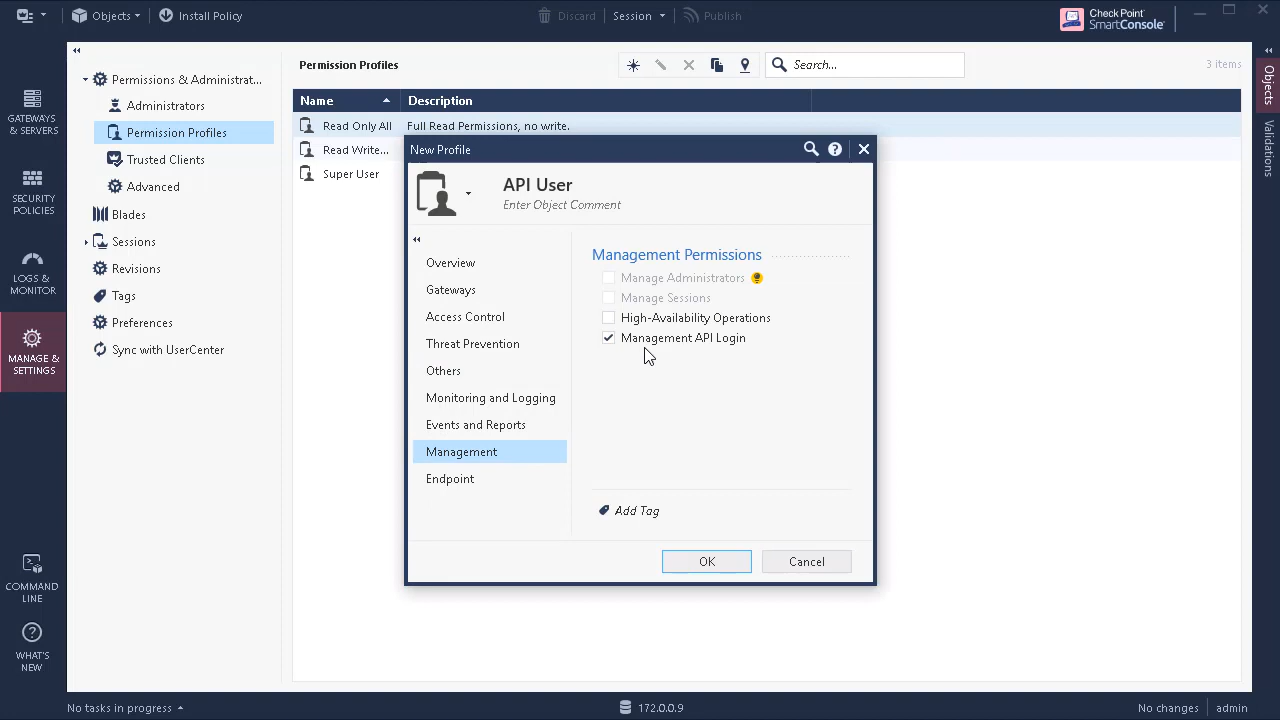 Objects
Install Policy
Discard
Session
Publish
Check Point
SmartConsole
GATEWAYS
& SERVERS
SECURITY
POLICIES
LOGS &
MONITOR
MANAGE &
SETTINGS
COMMAND
LINE
WHAT'S
NEW
Permissions & Administrat...
Administrators
Permission Profiles
Trusted Clients
Advanced
Blades
Sessions
Revisions
Tags
Preferences
Sync with UserCenter
Permission Profiles
Search...
3 items
Name Description
Read Only All Full Read Permissions, no write.
Read Write...
Super User
New Profile
API User
Enter Object Comment
Overview
Gateways
Access Control
Threat Prevention
Others
Monitoring and Logging
Events and Reports
Management
Endpoint
Management Permissions
Manage Administrators
Manage Sessions
High-Availability Operations
Management API Login
Add Tag
OK
Cancel
Objects
Validations
No tasks in progress
172.0.0.9
No changes
admin